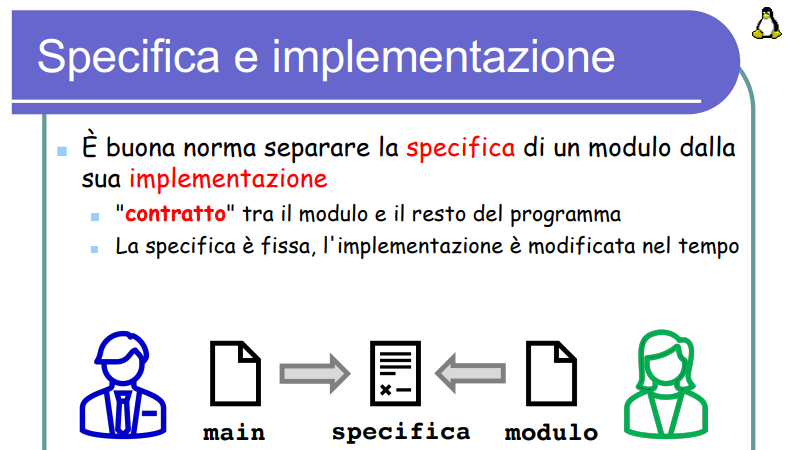 Specifica e implementazione
È buona norma separare la specifica di un modulo dalla
sua implementazione
"contratto" tra il modulo e il resto del programma
La specifica è fissa, l'implementazione è modificata nel tempo
main specifica modulo